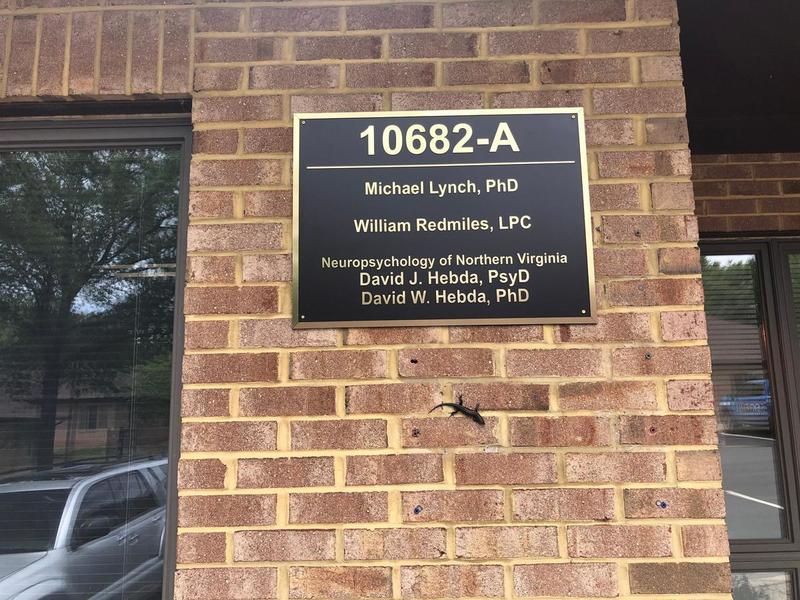 10682-A
Michael Lynch, PhD
William Redmiles, LPC
Neuropsychology of Northern Virginia
David J. Hebda, PsyD
David W. Hebda, PhD